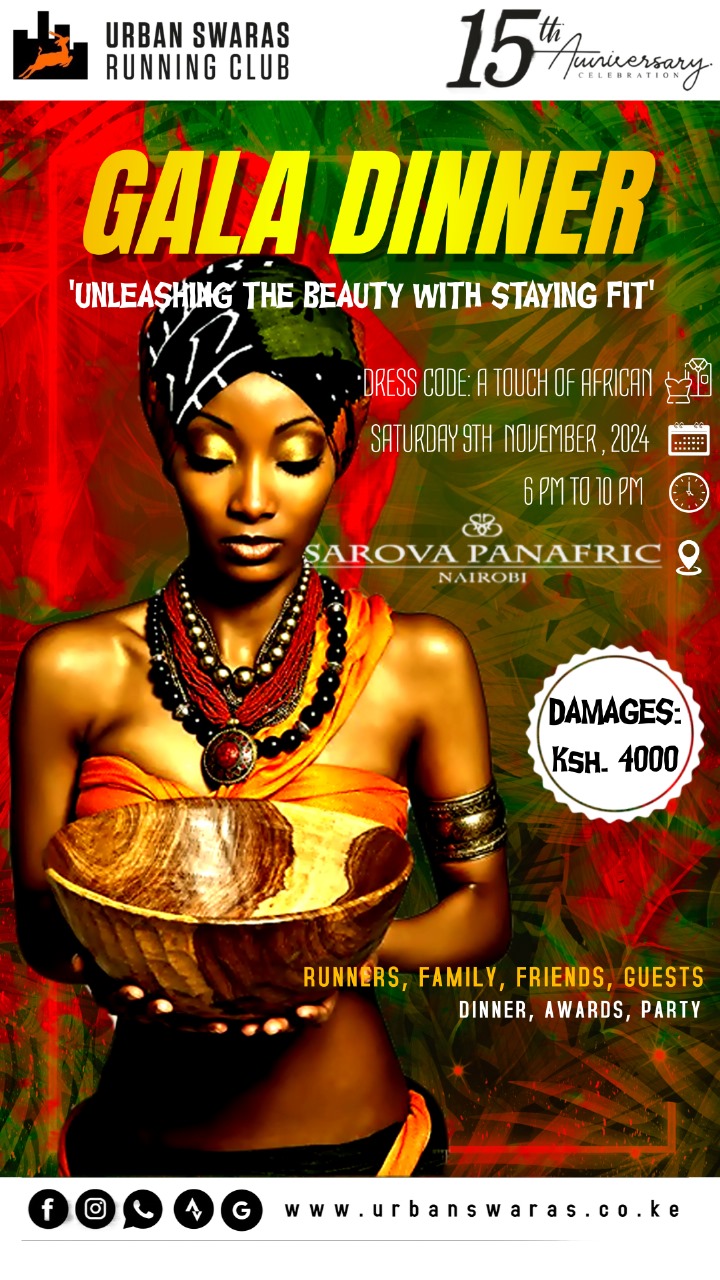 URBAN SWARAS
RUNNING CLUB
15th Anniversary
CELEBRATION
GALA DINNER
'UNLEASHING THE BEAUTY WITH STAYING FIT'
DRESS CODE: A TOUCH OF AFRICAN
SATURDAY 9TH NOVEMBER , 2024
6 PM TO 10 PM
SAROVA PANAFRIC
NAIROBI
DAMAGES:
Ksh. 4000
RUNNERS, FAMILY, FRIENDS, GUESTS
DINNER, AWARDS, PARTY
www.urbanswaras.co.ke